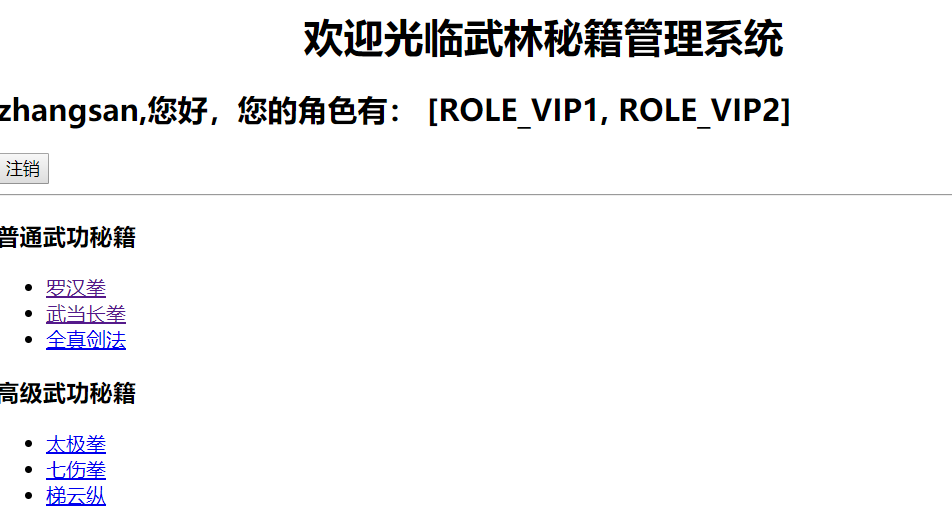 欢迎光临武林秘籍管理系统
zhangsan,您好，您的角色有： [ROLE_VIP1, ROLE_VIP2]
注销
普通武功秘籍
罗汉拳
武当长拳
全真剑法
高级武功秘籍
太极拳
七伤拳
梯云纵